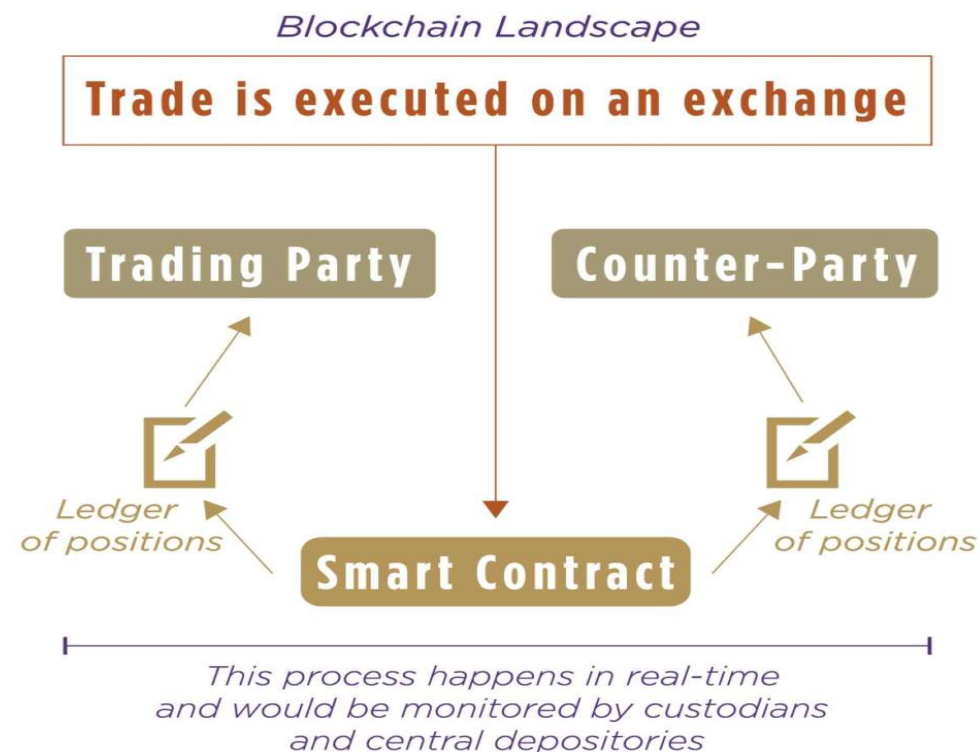 Blockchain Landscape
Trade is executed on an exchange
Trading Party
Counter-Party
Ledger
of positions
Ledger
of positions
Smart Contract
This process happens in real-time
and would be monitored by custodians
and central depositories